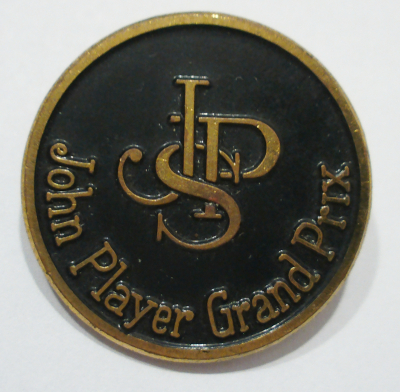 JPS
John Player Grand Prix